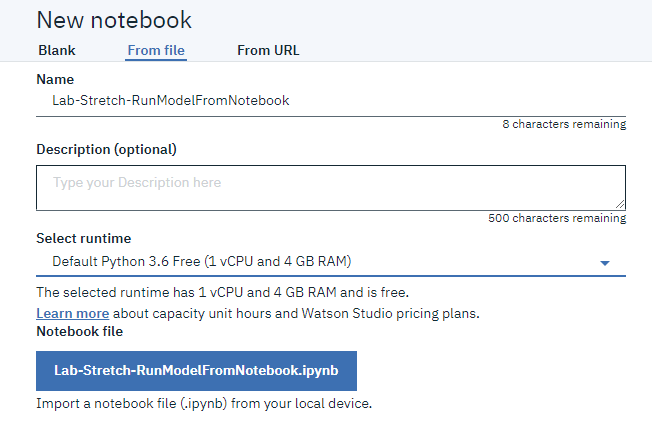 New notebook
Blank From file From URL
Name
Lab-Stretch-RunModelFromNotebook
8 characters remaining
Description (optional)
Type your Description here
500 characters remaining
Select runtime
Default Python 3.6 Free (1 vCPU and 4 GB RAM)
The selected runtime has 1 vCPU and 4 GB RAM and is free.
Learn more about capacity unit hours and Watson Studio pricing plans.
Notebook file
Lab-Stretch-RunModelFromNotebook.ipynb
Import a notebook file (.ipynb) from your local device.